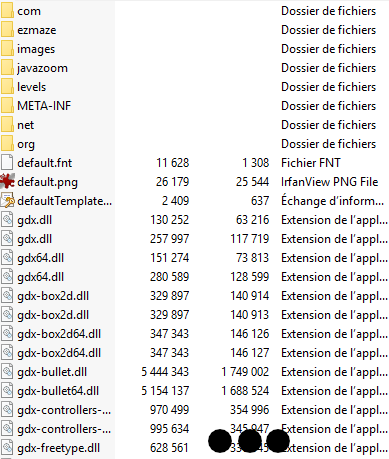 com Dossier de fichiers
ezmaze Dossier de fichiers
images Dossier de fichiers
javazoom Dossier de fichiers
levels Dossier de fichiers
META-INF Dossier de fichiers
net Dossier de fichiers
org Dossier de fichiers
default.fnt 11 628 1 308 Fichier FNT
default.png 26 179 25 544 IrfanView PNG File
defaultTemplate... 2 409 637 Échange d'inform...
gdx.dll 130 252 63 216 Extension de l'appl...
gdx.dll 257 997 117 719 Extension de l'appl...
gdx64.dll 151 274 73 813 Extension de l'appl...
gdx64.dll 280 589 128 599 Extension de l'appl...
gdx-box2d.dll 329 897 140 914 Extension de l'appl...
gdx-box2d.dll 329 897 140 913 Extension de l'appl...
gdx-box2d64.dll 347 343 146 126 Extension de l'appl...
gdx-box2d64.dll 347 343 146 127 Extension de l'appl...
gdx-bullet.dll 5 444 343 1 749 002 Extension de l'appl...
gdx-bullet64.dll 5 154 137 1 688 524 Extension de l'appl...
gdx-controllers-... 970 499 354 996 Extension de l'appl...
gdx-controllers-... 995 634 345 947 Extension de l'appl...
gdx-freetype.dll 628 561 Extension de l'appl...